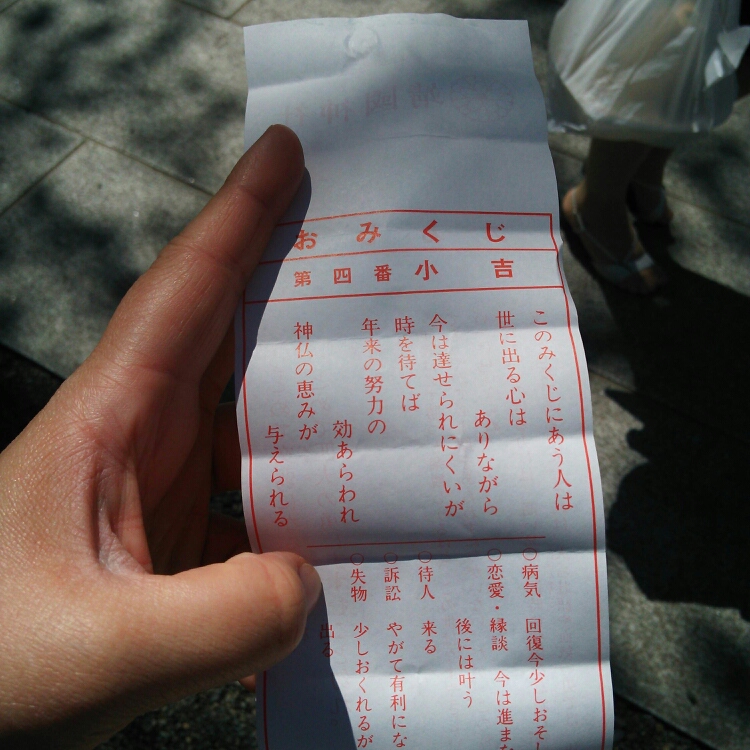 おみくじ
第四番 小吉
このみくじにあう人は
世に出る心は
ありながら
今は達せられにくいが
時を待てば
年来の努力の
効あらわれ
神仏の恵みが
与えられる
○病気 回復今少しおそ
○恋愛・縁談 今は進まな
後には叶う
○待人 来る
○訴訟 やがて有利にな
○失物 少しおくれるが
出る